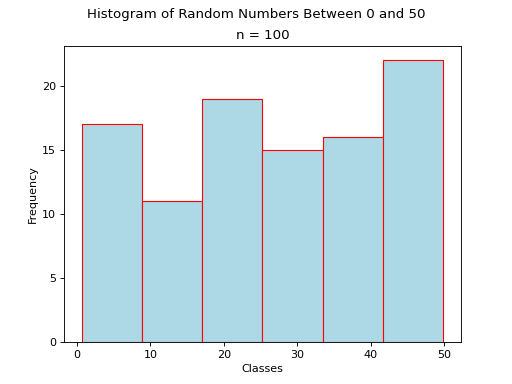 Histogram of Random Numbers Between 0 and 50
n = 100
20
15
10
5
0
Frequency
0 10 20 30 40 50
Classes